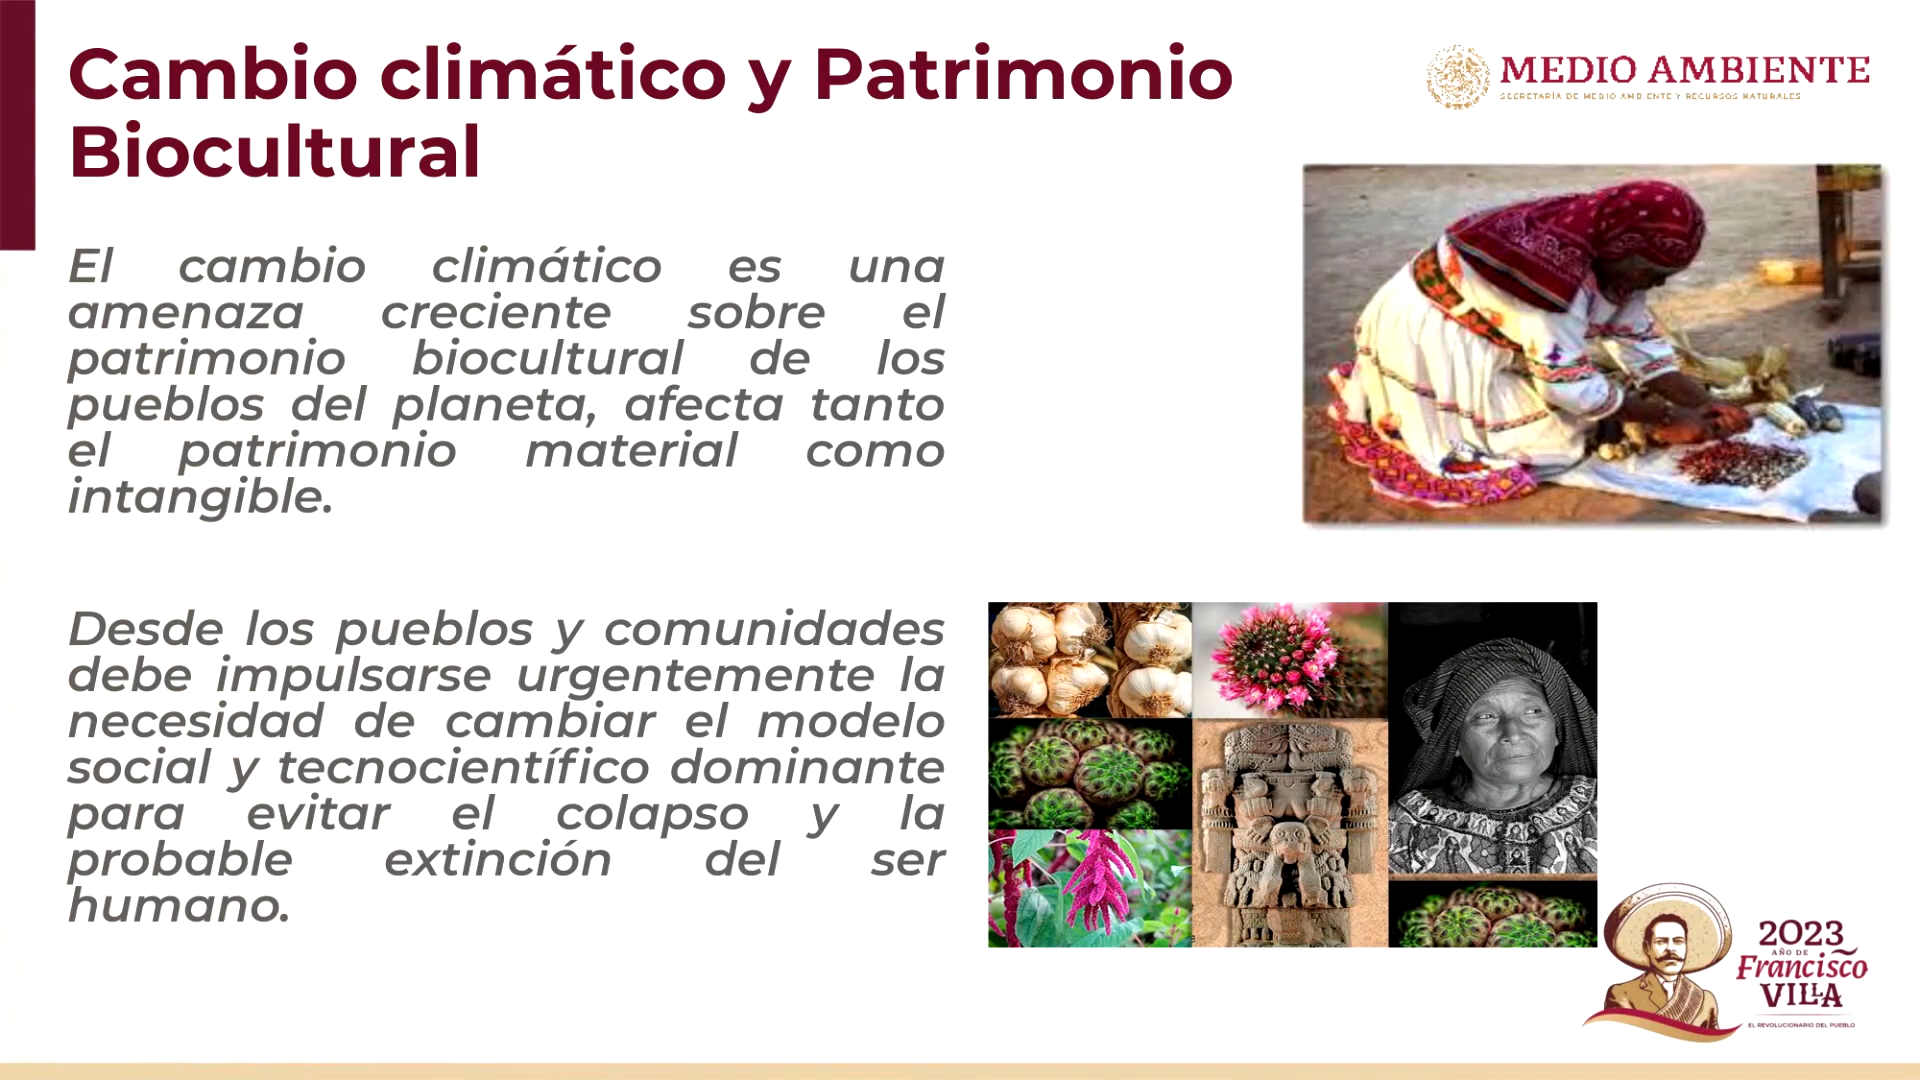 Cambio climático y Patrimonio
Biocultural
MEDIO AMBIENTE
SECRETARÍA DE MEDIO AMBIENTE Y RECURSOS NATURALES
El cambio climático es una
amenaza creciente sobre el
patrimonio biocultural de los
pueblos del planeta, afecta tanto
el patrimonio material como
intangible.
Desde los pueblos y comunidades
debe impulsarse urgentemente la
necesidad de cambiar el modelo
social y tecnocientífico dominante
para evitar el colapso y la
probable extinción del ser
humano.
2023
AÑO DE
Francisco
VILLA
EL REVOLUCIONARIO DEL PUEBLO